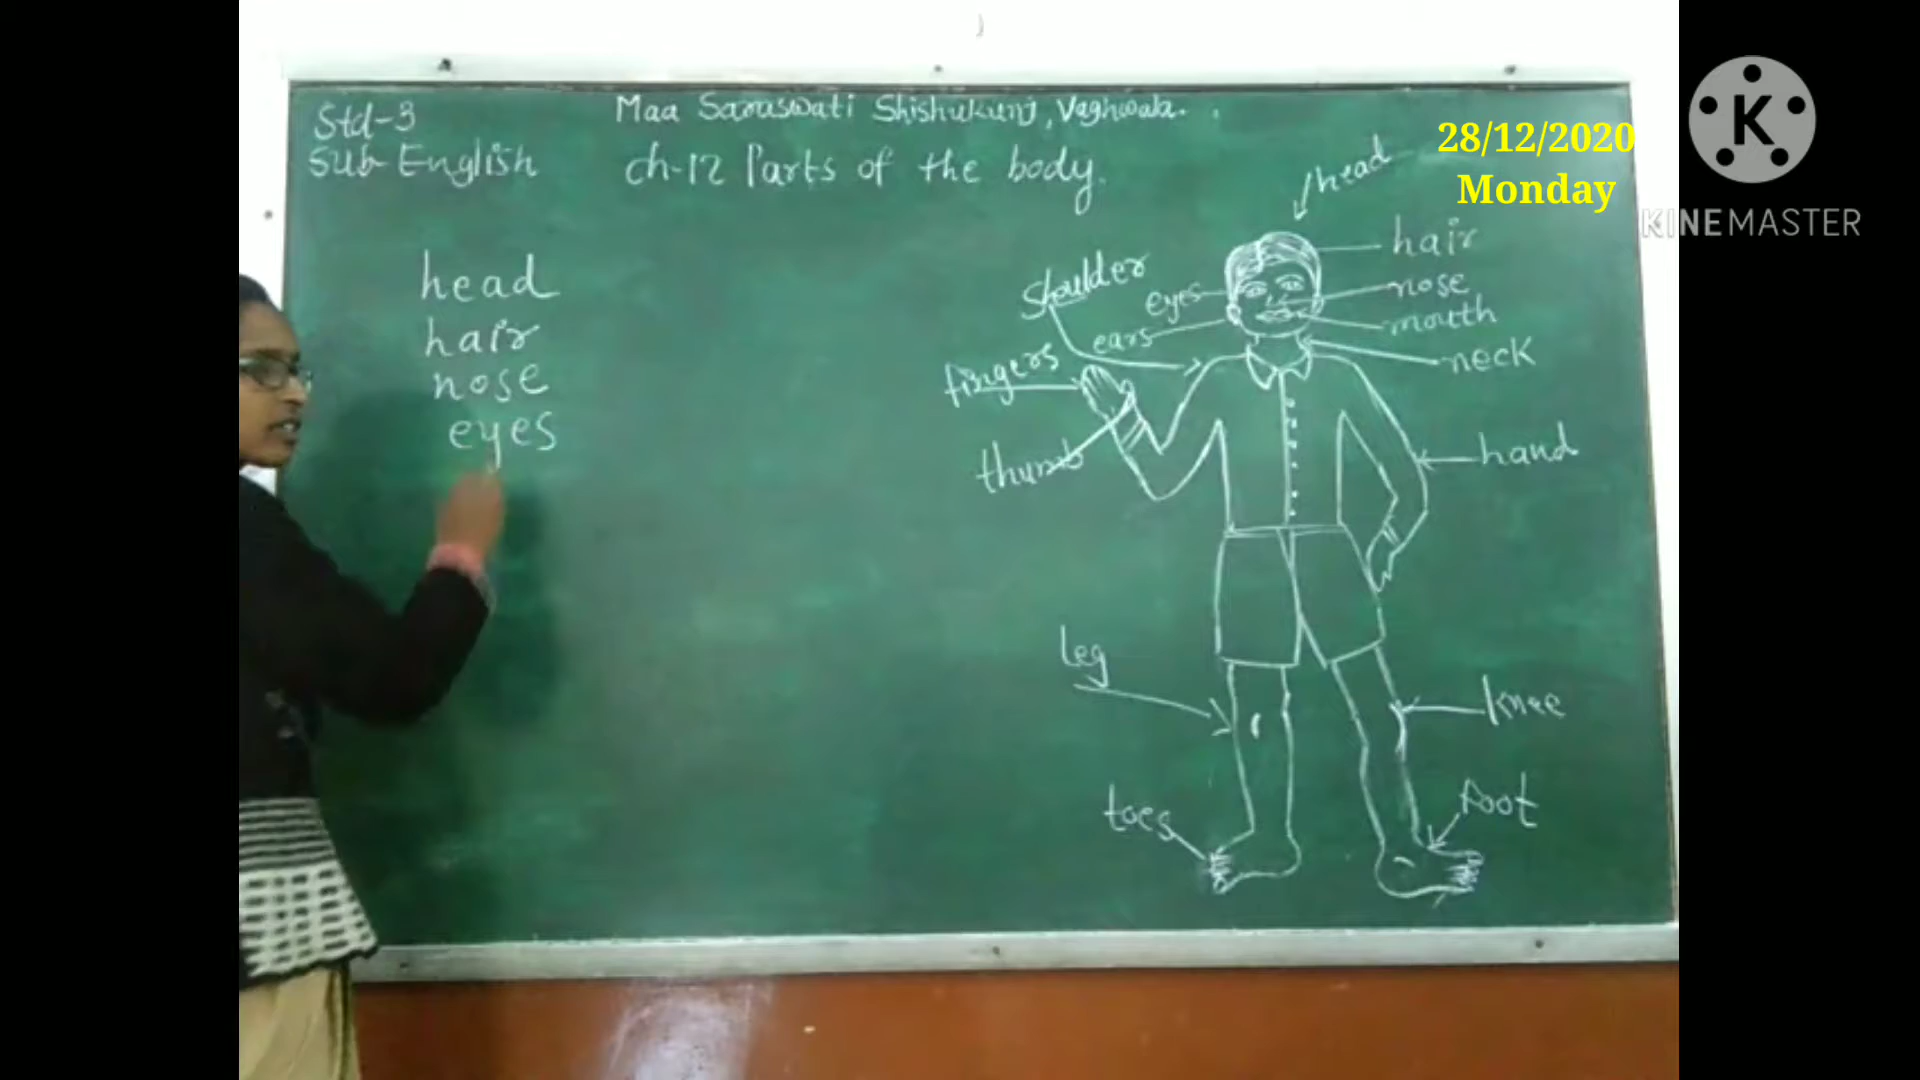 Std-3
Maa Saraswati Shishukunj, Vaghwala.
Sub-English
ch-12 Parts of the body.
28/12/2020
Monday
K
KINEMASTER
head
hair
nose
eyes
head
hair
nose
mouth
neck
shoulder
eyes
ears
fingers
thumb
hand
leg
knee
toes
foot